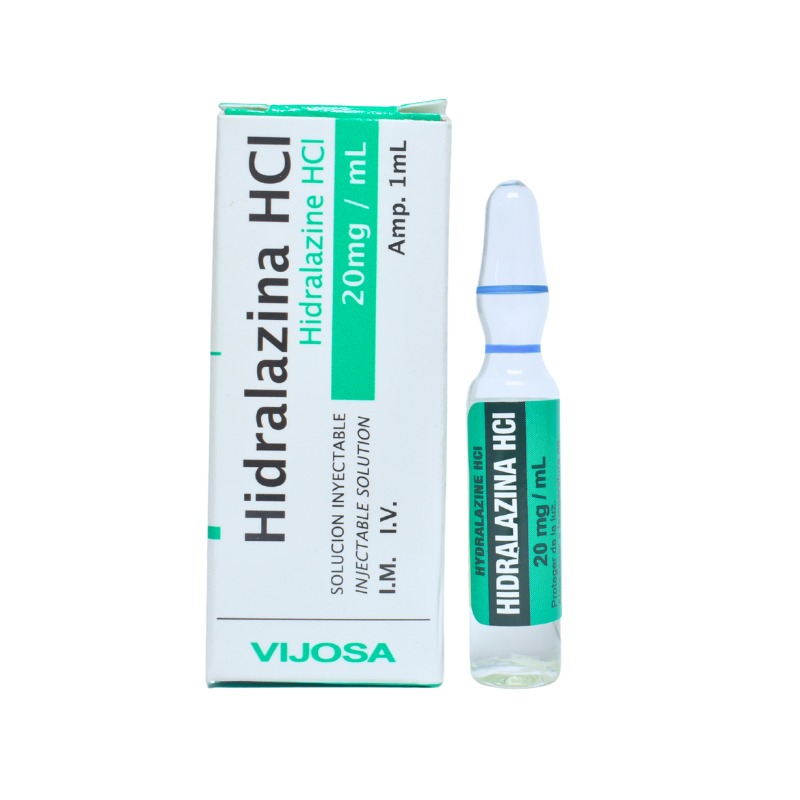 Hidralazina HCl
Hidralazine HCl
20mg / mL
Amp. 1mL
SOLUCION INYECTABLE
INJECTABLE SOLUTION
I.M. I.V.
VIJOSA
HYDRALAZINE HCl
HIDRALAZINA HCl
20 mg / mL
Proteger de la luz.